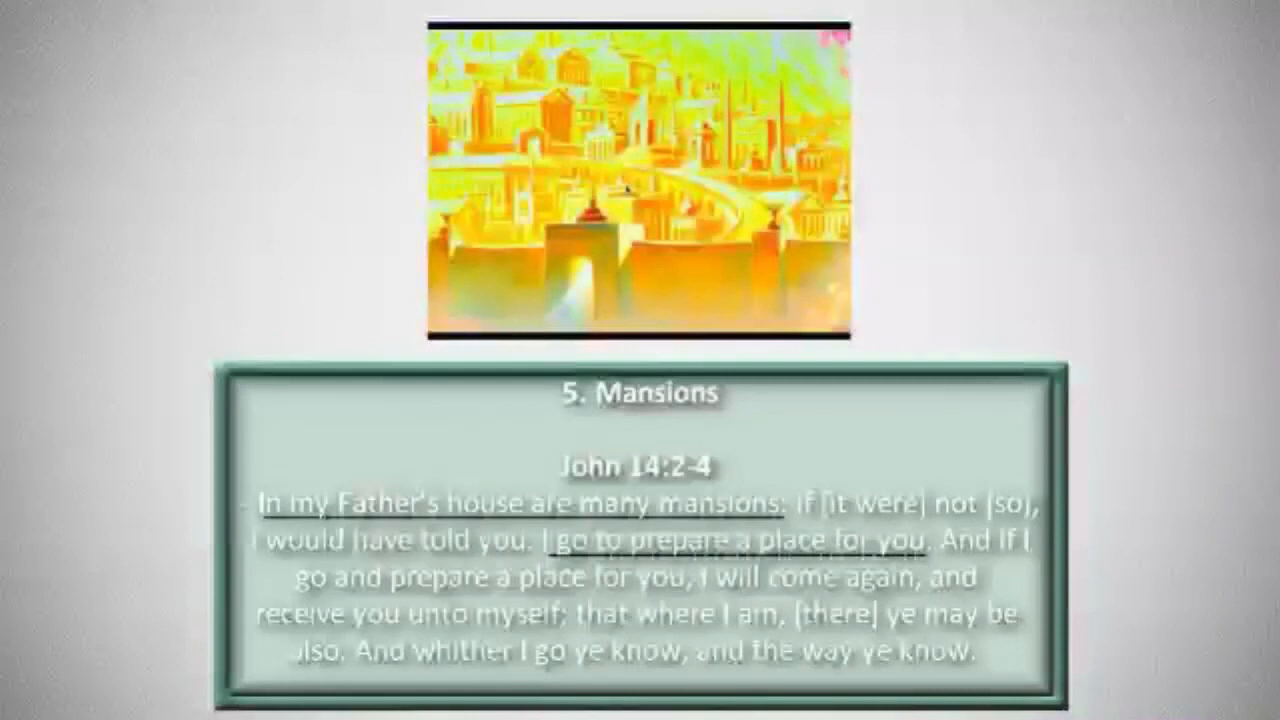 5. Mansions
John 14:2-4
- In my Father's house are many mansions: if [it were] not [so],
I would have told you. I go to prepare a place for you. And if I
go and prepare a place for you, I will come again, and
receive you unto myself; that where I am, [there] ye may be
also. And whither I go ye know, and the way ye know.